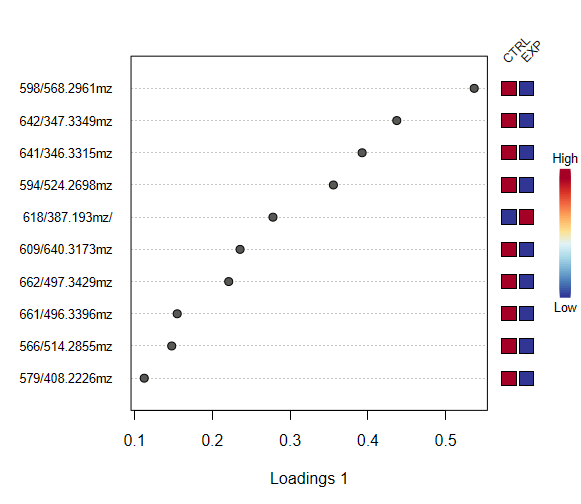 CTRL
EXP
598/568.2961mz
642/347.3349mz
641/346.3315mz
594/524.2698mz
618/387.193mz/
609/640.3173mz
662/497.3429mz
661/496.3396mz
566/514.2855mz
579/408.2226mz
High
Low
0.1 0.2 0.3 0.4 0.5
Loadings 1